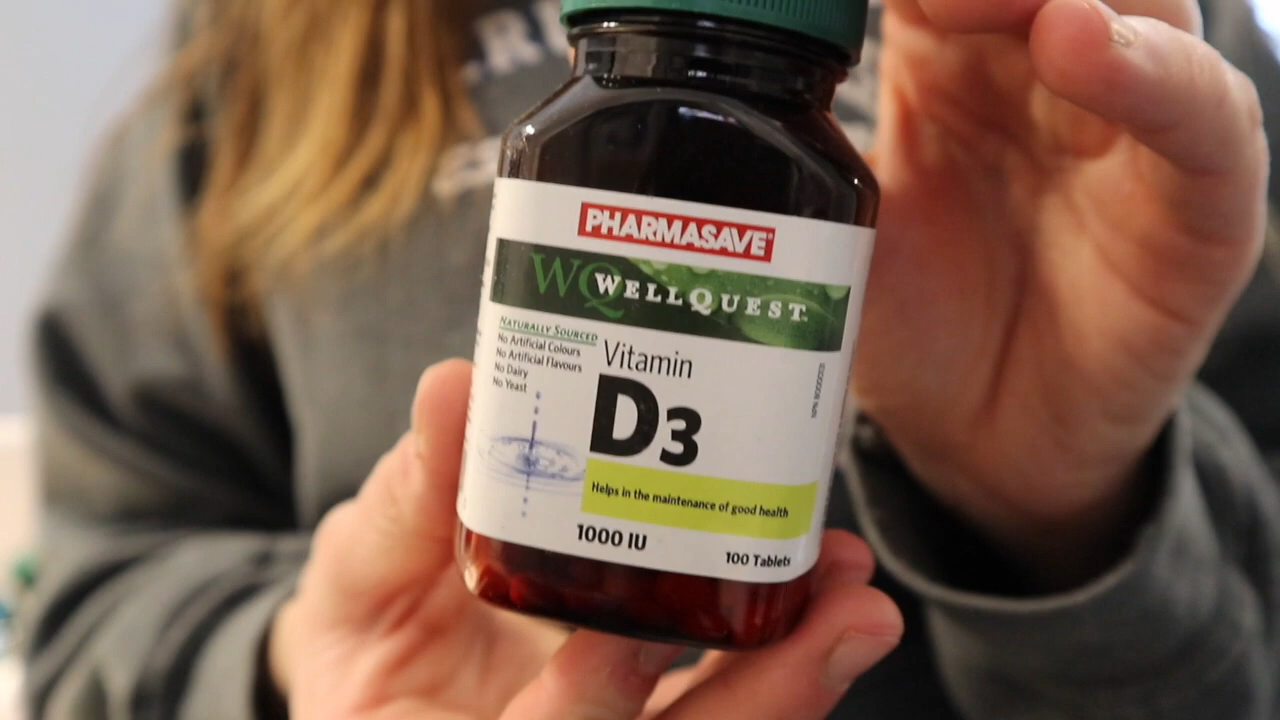 PHARMASAVE
WQ WELLQUEST™
NATURALLY SOURCED
No Artificial Colours
No Artificial Flavours
No Dairy
No Yeast
Vitamin
D3
Helps in the maintenance of good health
1000 IU
100 Tablets